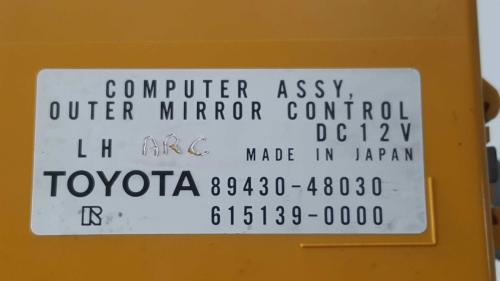 COMPUTER ASSY,
OUTER MIRROR CONTROL
DC12V
LH ARC MADE IN JAPAN
TOYOTA 89430-48030
R 615139-0000